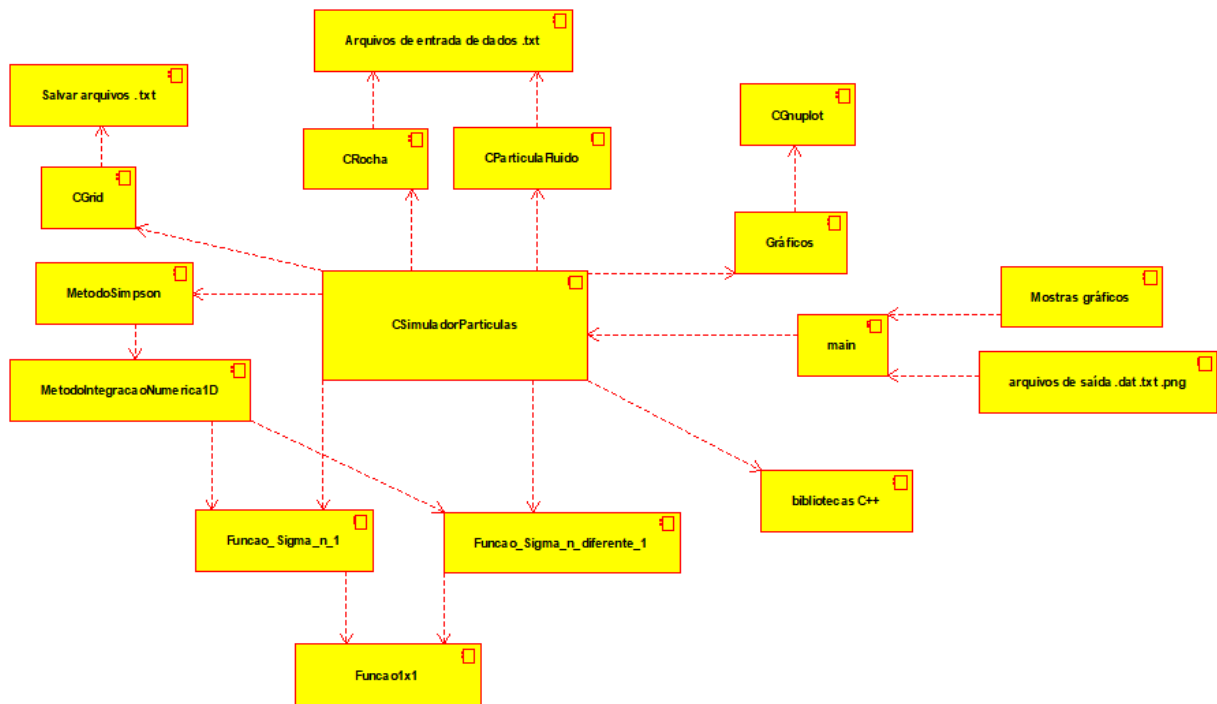 Arquivos de entrada de dados .txt
Salvar arquivos .txt
CGnuplot
CRocha
CParticulaFluido
CGrid
Gráficos
MetodoSimpson
CSimuladorParticulas
Mostras gráficos
main
MetodoIntegracaoNumerica1D
arquivos de saída .dat .txt .png
bibliotecas C++
Funcao_Sigma_n_1
Funcao_Sigma_n_diferente_1
Funcao1x1